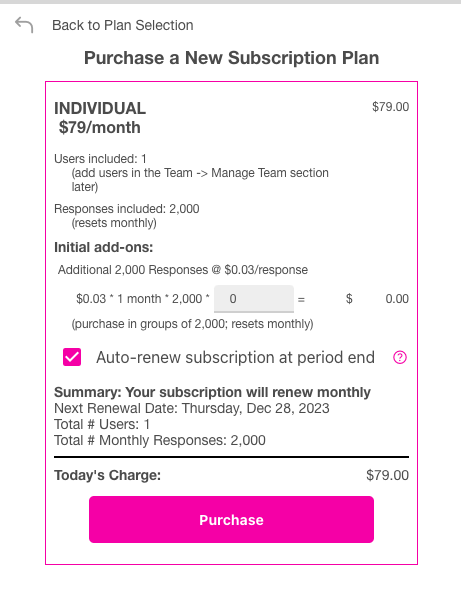 Back to Plan Selection
Purchase a New Subscription Plan
INDIVIDUAL $79.00
$79/month
Users included: 1
(add users in the Team -> Manage Team section
later)
Responses included: 2,000
(resets monthly)
Initial add-ons:
Additional 2,000 Responses @ $0.03/response
$0.03 * 1 month * 2,000 * 0 = $ 0.00
(purchase in groups of 2,000; resets monthly)
Auto-renew subscription at period end ?
Summary: Your subscription will renew monthly
Next Renewal Date: Thursday, Dec 28, 2023
Total # Users: 1
Total # Monthly Responses: 2,000
Today's Charge: $79.00
Purchase